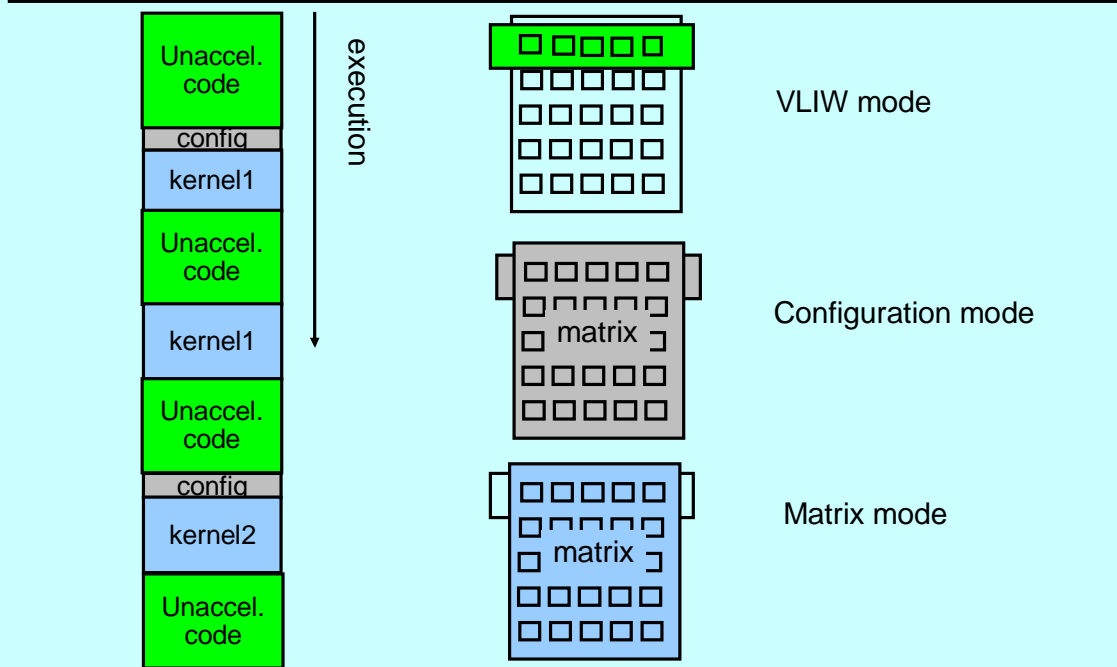 Unaccel.
code
config
kernel1
Unaccel.
code
kernel1
Unaccel.
code
config
kernel2
Unaccel.
code
execution
VLIW mode
matrix
Configuration mode
matrix
Matrix mode